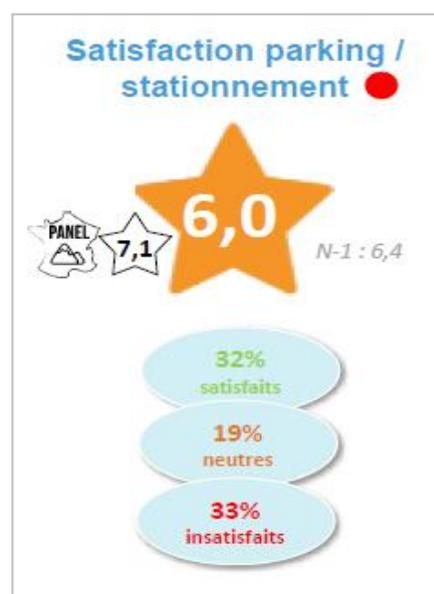 Satisfaction parking /
stationnement
6,0
PANEL
7,1
N-1 : 6,4
32%
satisfaits
19%
neutres
33%
insatisfaits